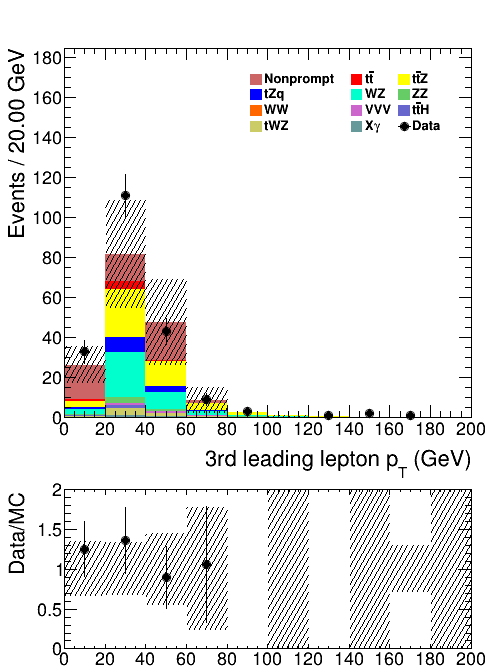 Events / 20.00 GeV
180
160
140
120
100
80
60
40
20
0
Nonprompt tt̄ tt̄Z
tZq WZ ZZ
WW VVV tt̄H
tWZ Xγ Data
0 20 40 60 80 100 120 140 160 180 200
3rd leading lepton p_T (GeV)
Data/MC
2
1.5
1
0.5
0
0 20 40 60 80 100 120 140 160 180 200